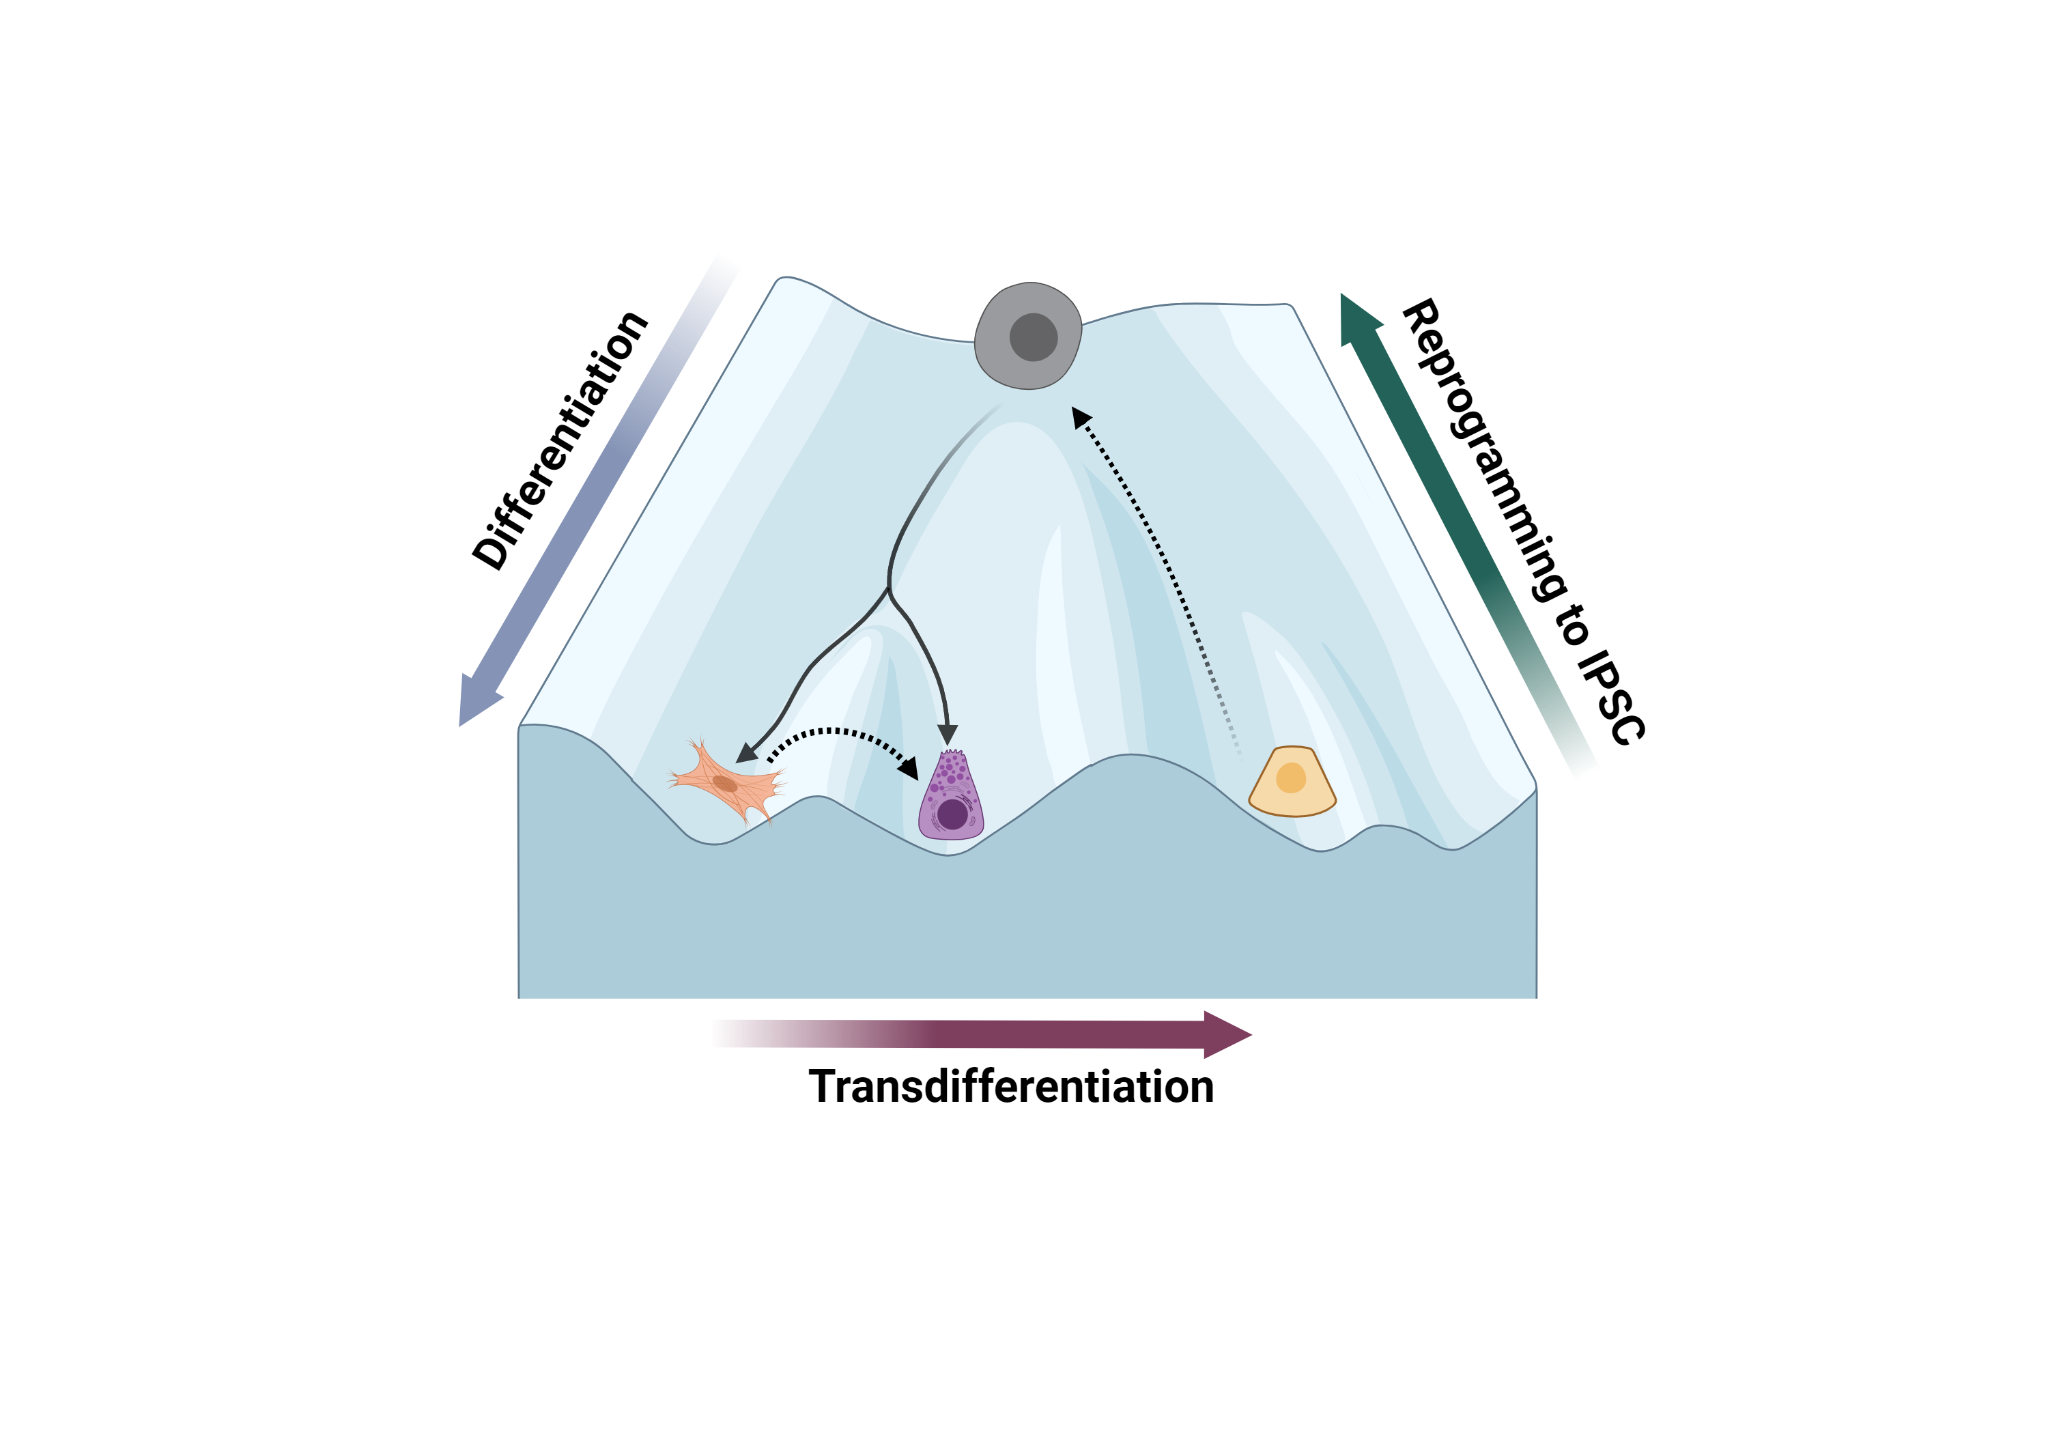 Differentiation
Reprogramming to IPSC
Transdifferentiation